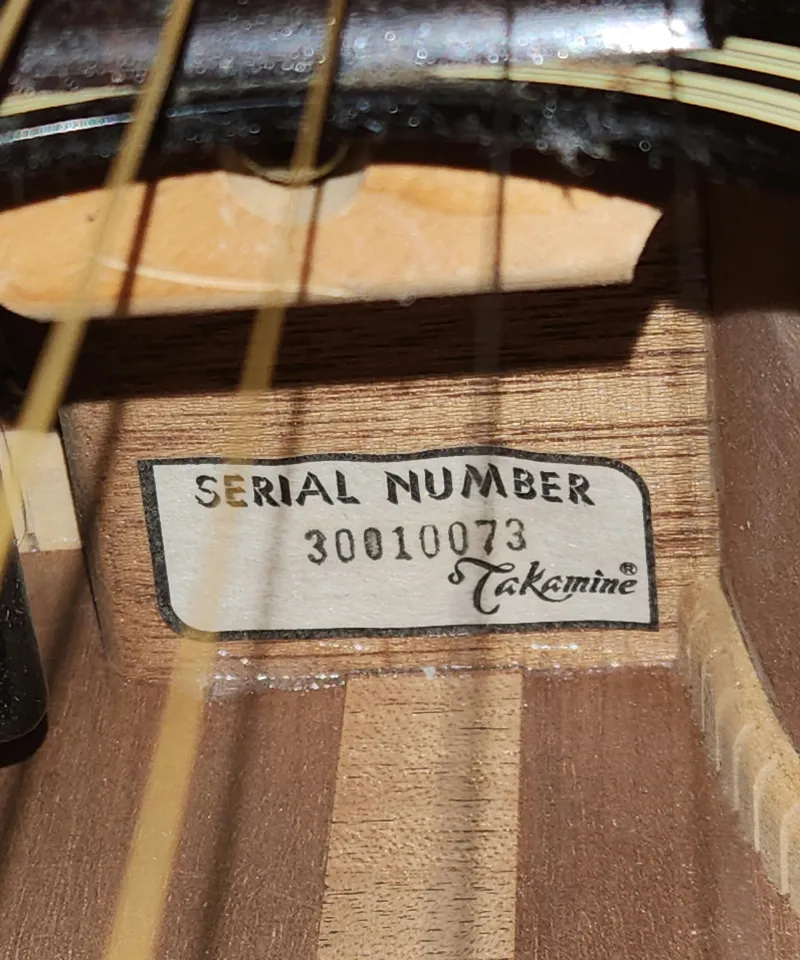 SERIAL NUMBER
30010073
Takamine®